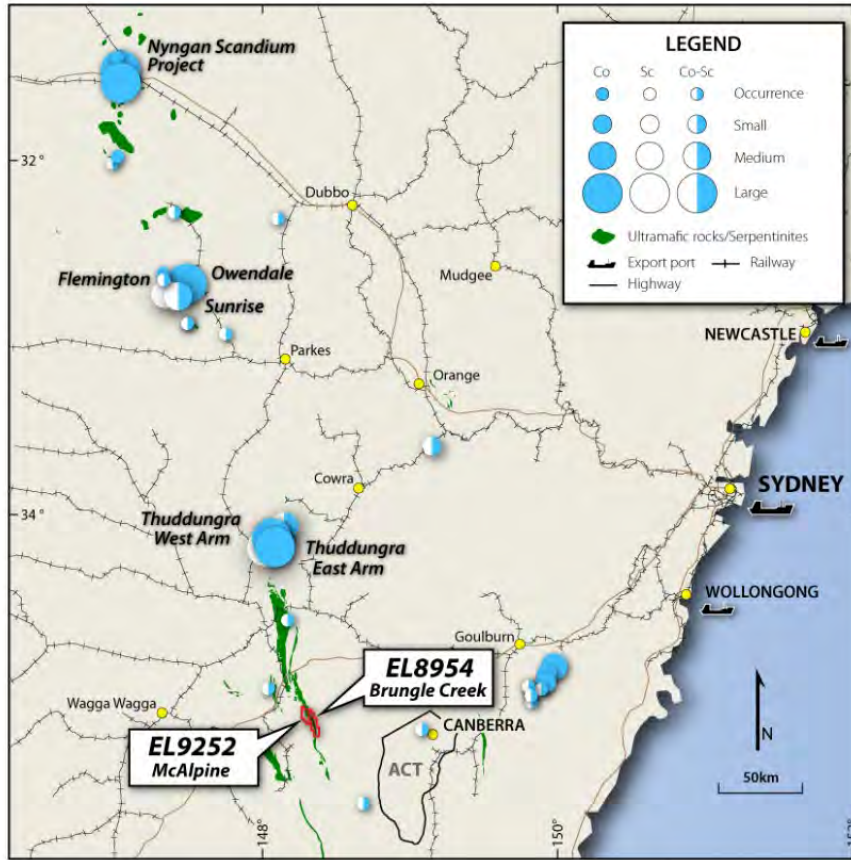 Nyngan Scandium
Project
LEGEND
Co Sc Co-Sc
Occurrence
Small
Medium
Large
Ultramafic rocks/Serpentinites
Export port Railway
Highway
32°
Dubbo
Mudgee
Flemington
Owendale
Sunrise
NEWCASTLE
Parkes
Orange
Cowra
SYDNEY
34°
Thuddungra
West Arm
Thuddungra
East Arm
WOLLONGONG
Goulburn
EL8954
Brungle Creek
Wagga Wagga
EL9252
McAlpine
CANBERRA
ACT
N
50km
148°
150°